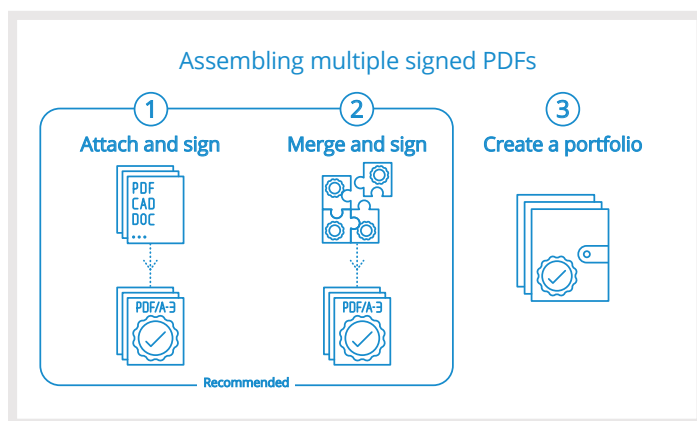 Assembling multiple signed PDFs
1
2
3
Attach and sign
Merge and sign
Create a portfolio
PDF
CAD
DOC
...
PDF/A-3
PDF/A-3
Recommended